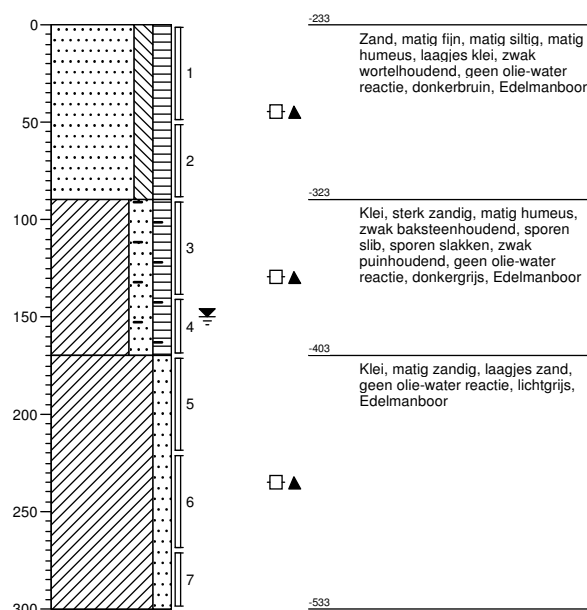 0
50
100
150
200
250
300
1
2
3
4
5
6
7
-233
Zand, matig fijn, matig siltig, matig
humeus, laagjes klei, zwak
wortelhoudend, geen olie-water
reactie, donkerbruin, Edelmanboor
-323
Klei, sterk zandig, matig humeus,
zwak baksteenhoudend, sporen
slib, sporen slakken, zwak
puinhoudend, geen olie-water
reactie, donkergrijs, Edelmanboor
-403
Klei, matig zandig, laagjes zand,
geen olie-water reactie, lichtgrijs,
Edelmanboor
-533